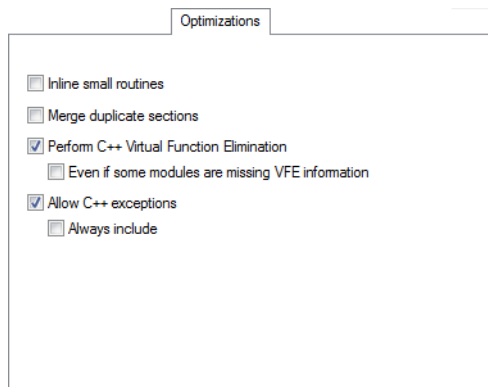 Optimizations
Inline small routines
Merge duplicate sections
Perform C++ Virtual Function Elimination
Even if some modules are missing VFE information
Allow C++ exceptions
Always include